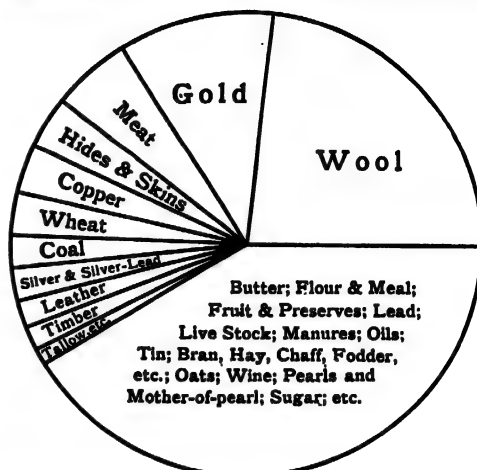 Gold
Wool
Meat
Hides & Skins
Copper
Wheat
Coal
Silver & Silver-Lead
Leather
Timber
Tallow, etc.
Butter; Flour & Meal;
Fruit & Preserves; Lead;
Live Stock; Manures; Oils;
Tin; Bran, Hay, Chaff, Fodder,
etc.; Oats; Wine; Pearls and
Mother-of-pearl; Sugar; etc.